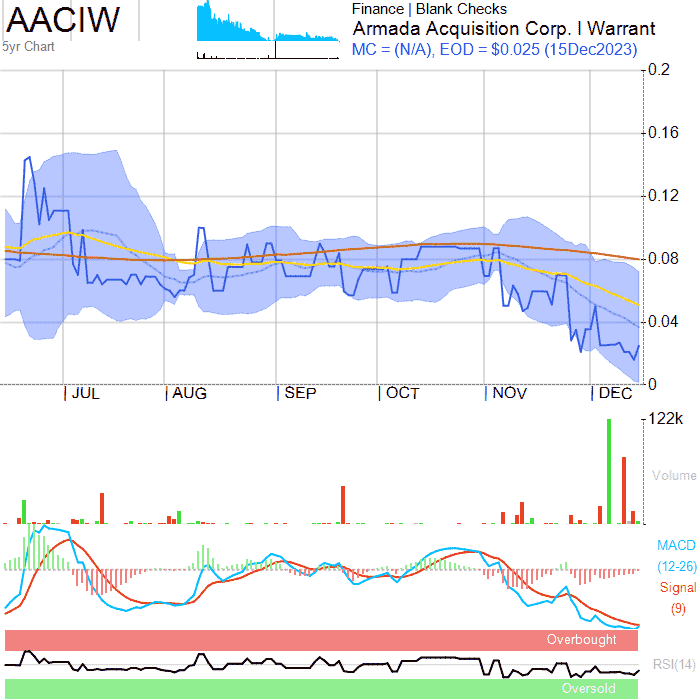 AACIW
5yr Chart
Finance | Blank Checks
Armada Acquisition Corp. I Warrant
MC = (N/A), EOD = $0.025 (15Dec2023)
0.2
0.16
0.12
0.08
0.04
0
JUL AUG SEP OCT NOV DEC
122k
Volume
MACD
(12-26)
Signal
(9)
Overbought
RSI(14)
Oversold